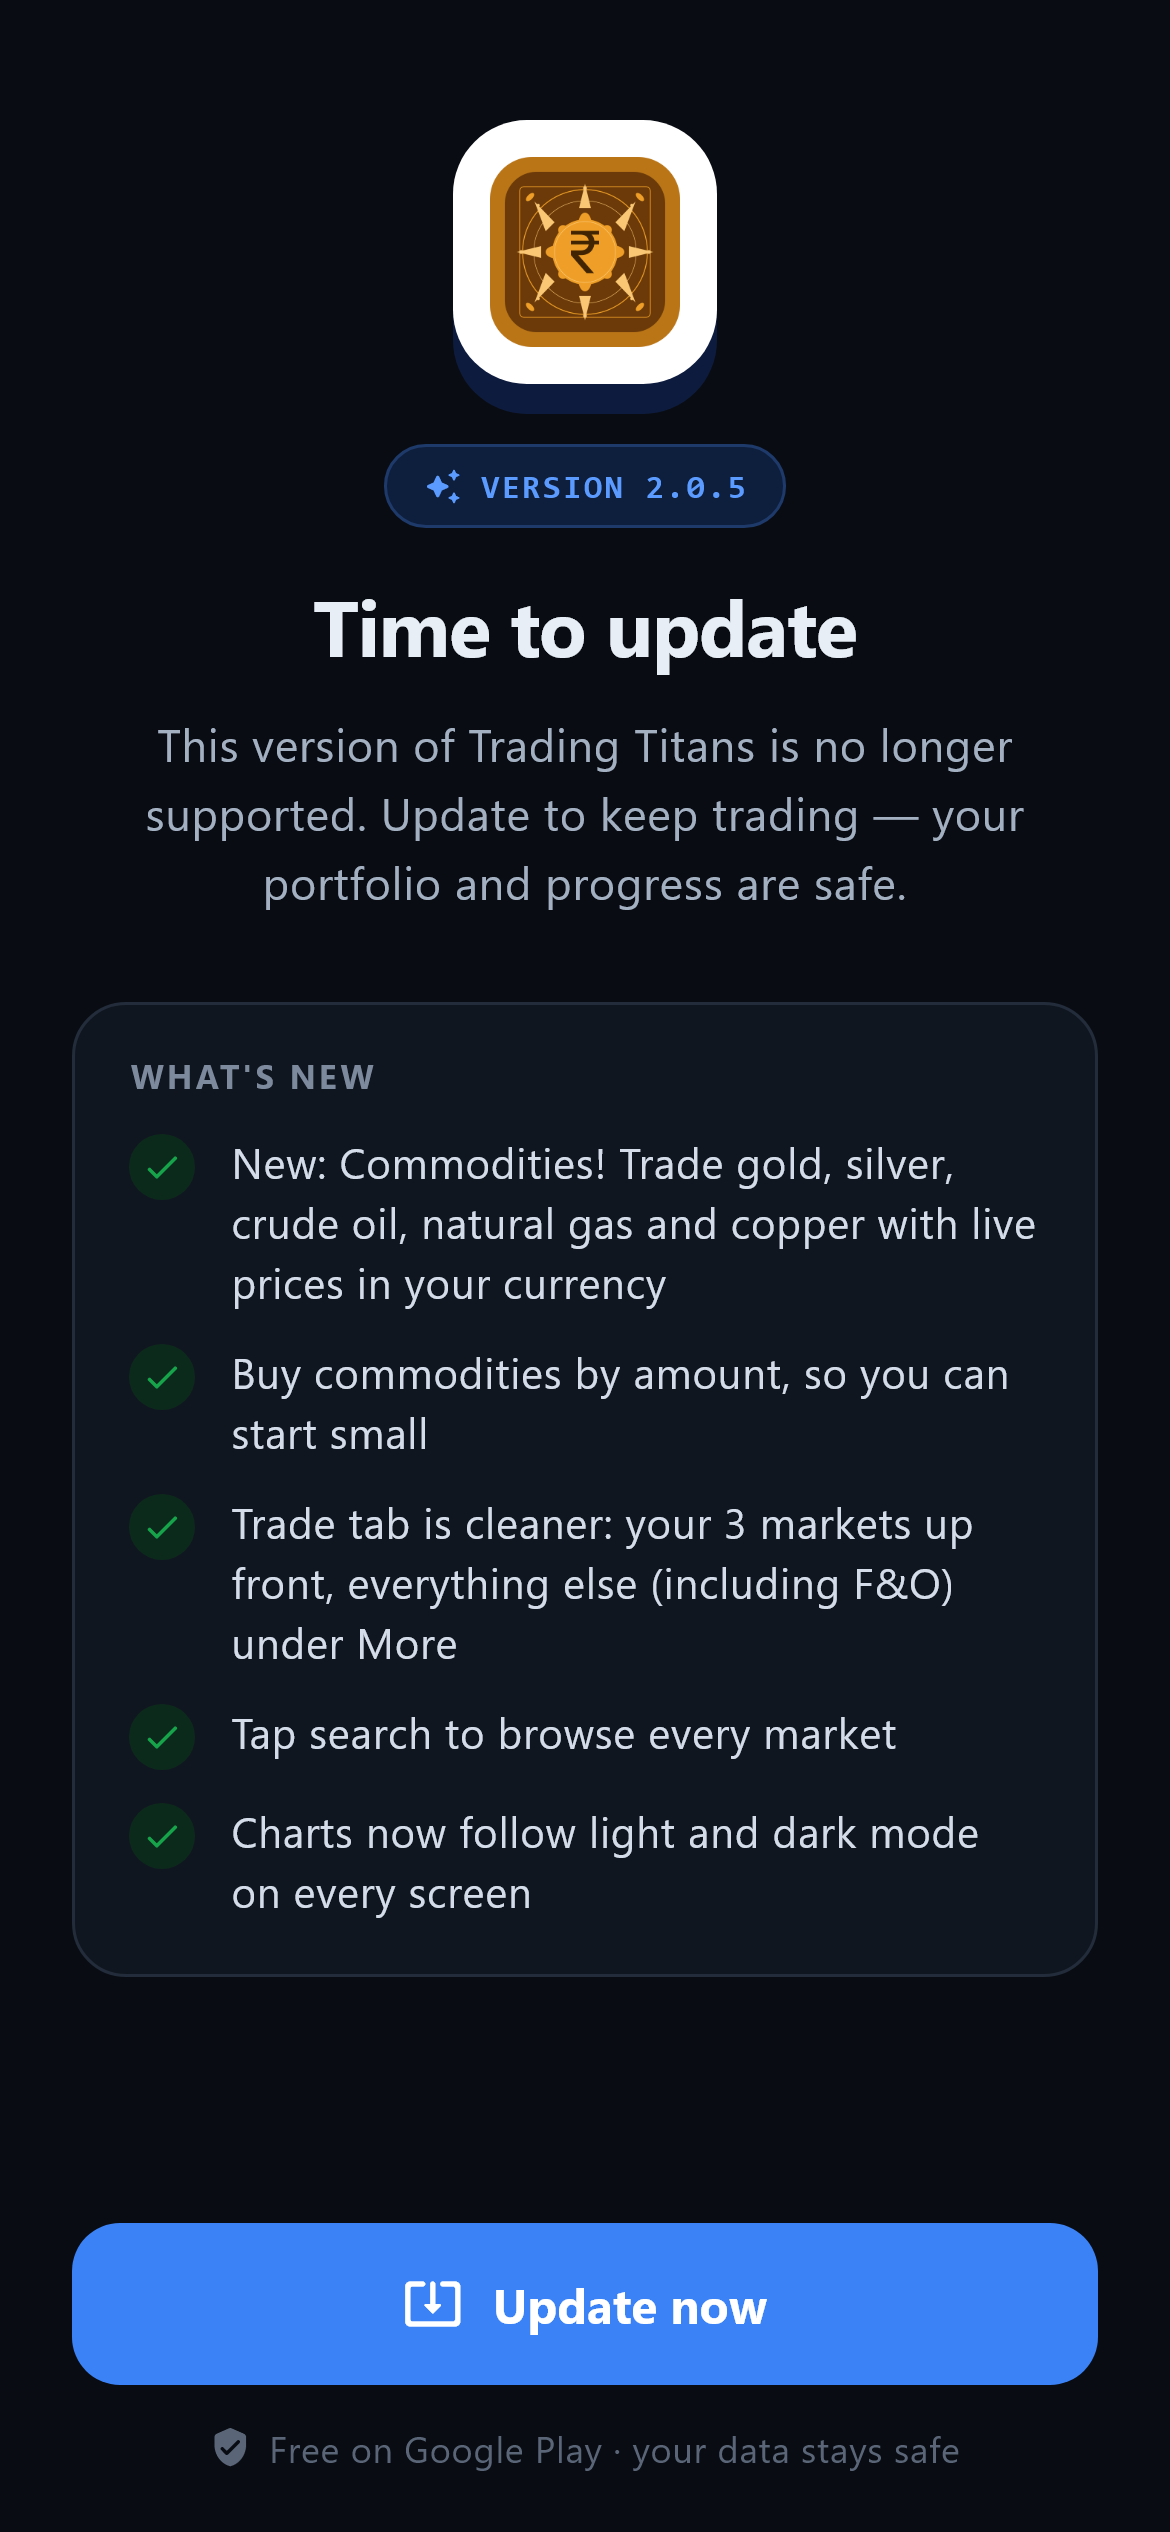 ₹
VERSION 2.0.5
Time to update
This version of Trading Titans is no longer
supported. Update to keep trading — your
portfolio and progress are safe.
WHAT'S NEW
New: Commodities! Trade gold, silver,
crude oil, natural gas and copper with live
prices in your currency
Buy commodities by amount, so you can
start small
Trade tab is cleaner: your 3 markets up
front, everything else (including F&O)
under More
Tap search to browse every market
Charts now follow light and dark mode
on every screen
Update now
Free on Google Play · your data stays safe